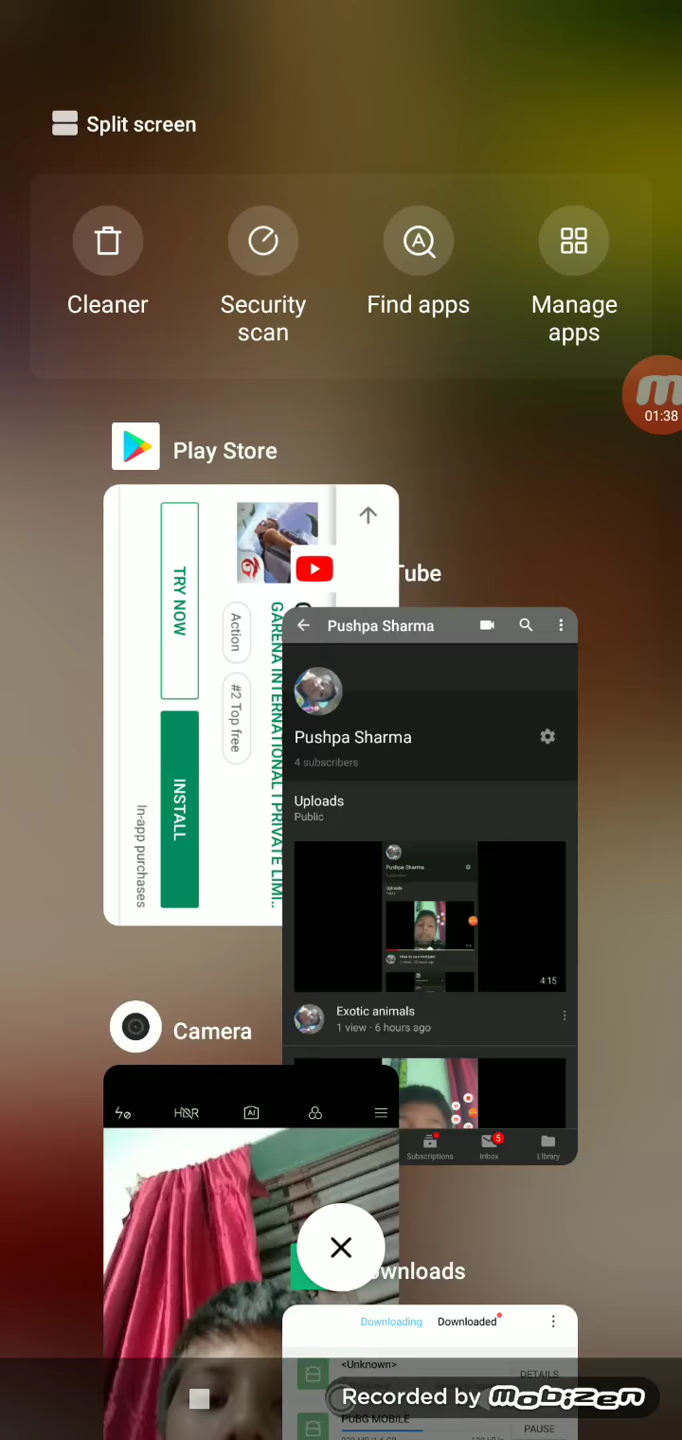 Split screen
Cleaner
Security scan
Find apps
Manage apps
01:38
Play Store
TRY NOW
INSTALL
In-app purchases
Action
#2 Top free
GARENA INTERNATIONAL I PRIVATE LIMI..
Tube
Pushpa Sharma
Pushpa Sharma
4 subscribers
Uploads
Public
4:15
Exotic animals
1 view · 6 hours ago
Subscriptions
5
Inbox
Library
Camera
HDR
AI
wnloads
Downloading
Downloaded
<Unknown>
DETAILS
PUBG MOBILE
PAUSE
Recorded by mobizen